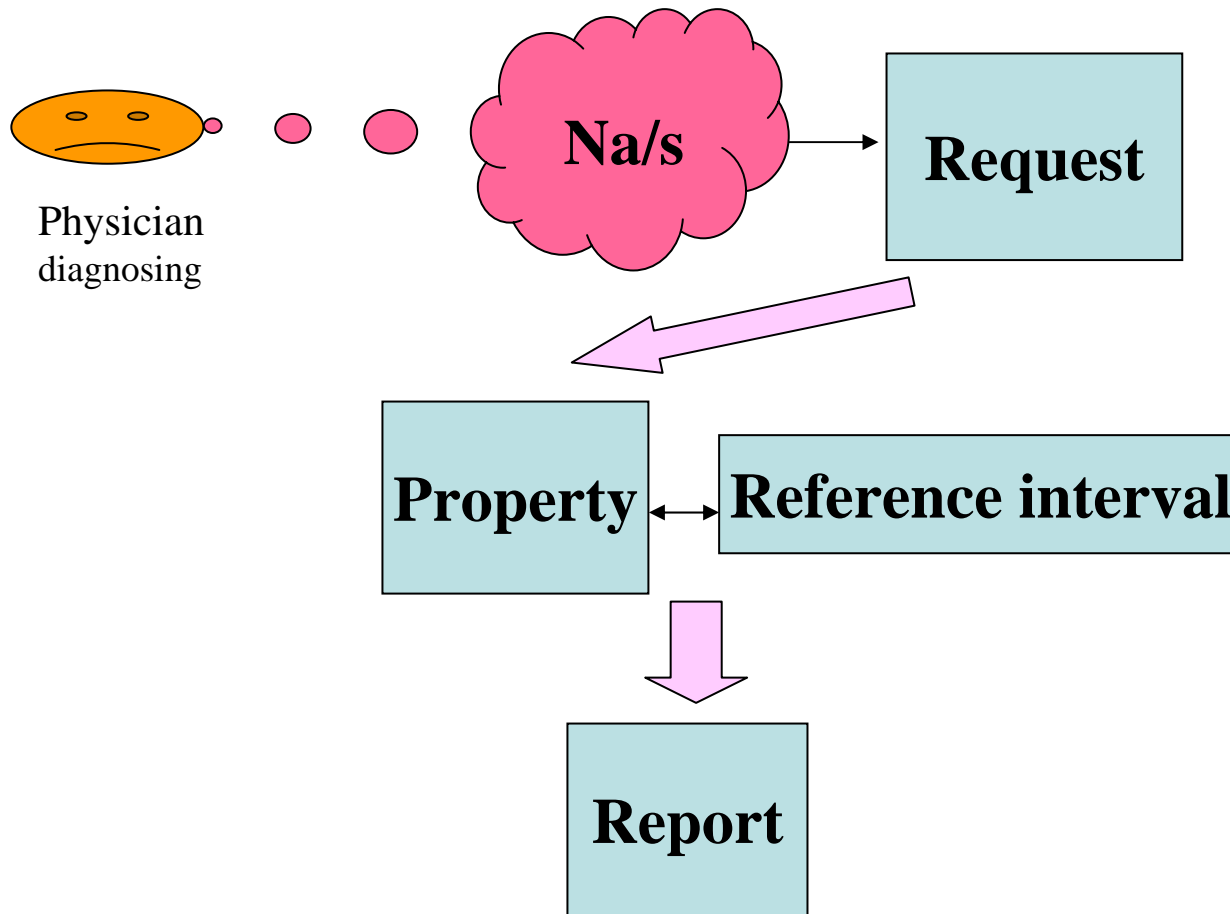 Na/s
Request
Physician
diagnosing
Property
Reference interval
Report